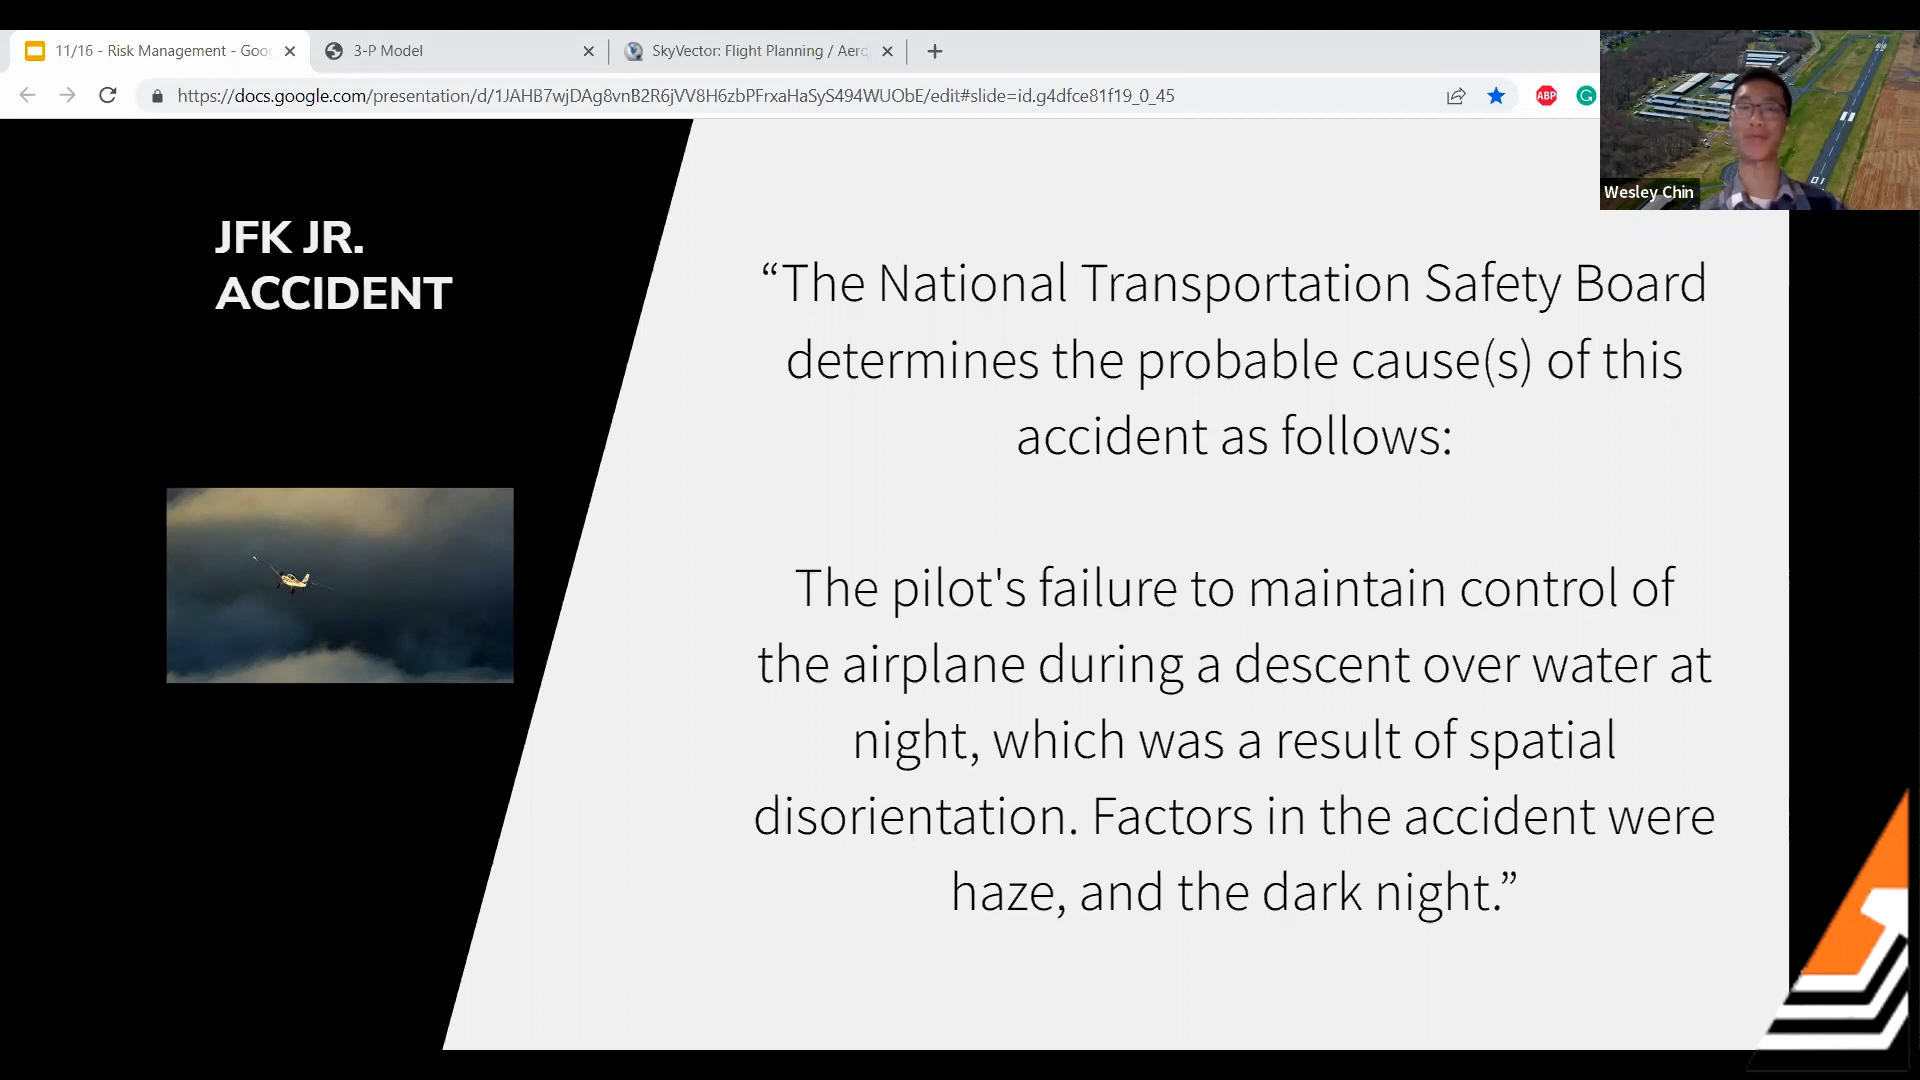 11/16 - Risk Management - Goo
3-P Model
SkyVector: Flight Planning / Aero
https://docs.google.com/presentation/d/1JAHB7wjDAg8vnB2R6jVV8H6zbPFrxaHaSyS494WUObE/edit#slide=id.g4dfce81f19_0_45
ABP
G
Wesley Chin
01
JFK JR.
ACCIDENT
“The National Transportation Safety Board
determines the probable cause(s) of this
accident as follows:
The pilot's failure to maintain control of
the airplane during a descent over water at
night, which was a result of spatial
disorientation. Factors in the accident were
haze, and the dark night.”